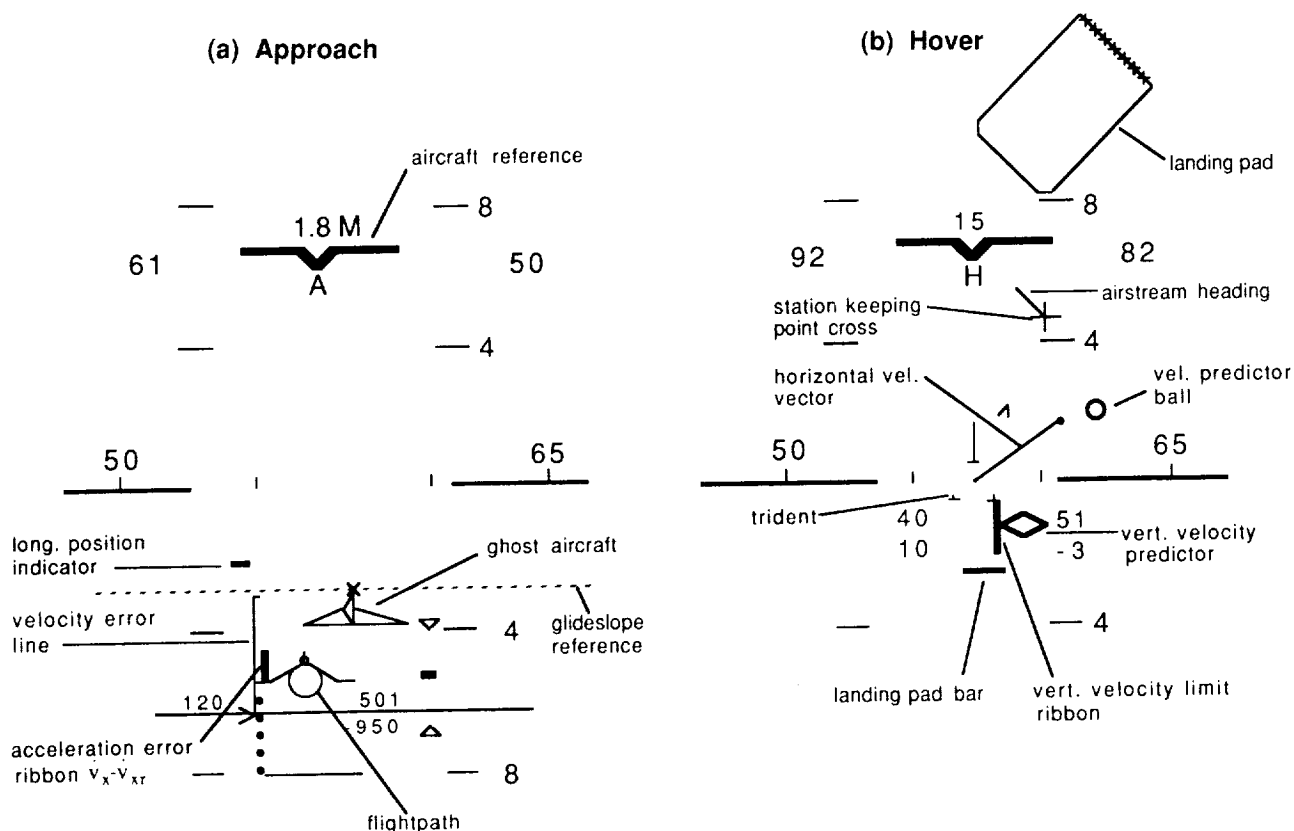 (a) Approach
aircraft reference
8
1.8 M
61
50
A
4
50
65
long. position
indicator
ghost aircraft
velocity error
line
4
glideslope
reference
120
501
-950
acceleration error
ribbon v̇x-v̇xr
8
flightpath
(b) Hover
landing pad
8
15
92
82
H
airstream heading
station keeping
point cross
4
horizontal vel.
vector
vel. predictor
ball
50
65
trident
40
51
10
-3
vert. velocity
predictor
4
landing pad bar
vert. velocity limit
ribbon